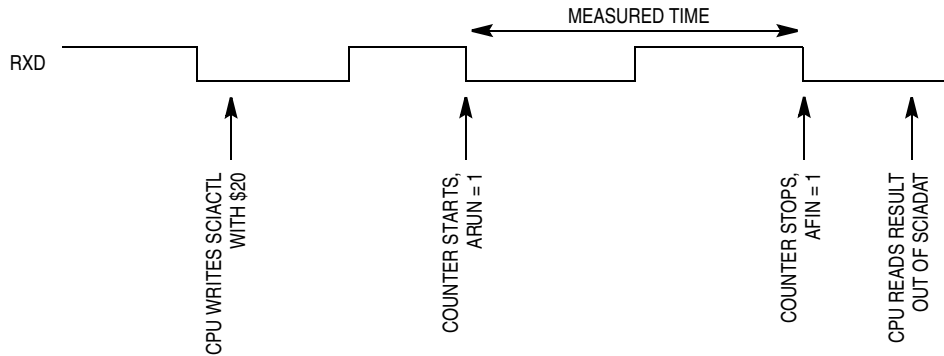 MEASURED TIME
RXD
CPU WRITES SCIACTL
WITH $20
COUNTER STARTS,
ARUN = 1
COUNTER STOPS,
AFIN = 1
CPU READS RESULT
OUT OF SCIADAT